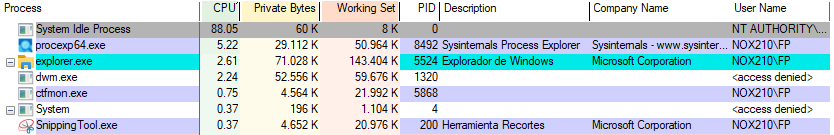 Process CPU Private Bytes Working Set PID Description Company Name User Name
System Idle Process 88.05 60 K 8 K 0 NT AUTHORITY\...
procexp64.exe 5.22 29.112 K 50.964 K 8492 Sysinternals Process Explorer Sysinternals - www.sysinter... NOX210\FP
explorer.exe 2.61 71.028 K 143.404 K 5524 Explorador de Windows Microsoft Corporation NOX210\FP
dwm.exe 2.24 52.556 K 59.676 K 1320 <access denied>
ctfmon.exe 0.75 4.564 K 21.992 K 5868 NOX210\FP
System 0.37 196 K 1.104 K 4 <access denied>
SnippingTool.exe 0.37 4.652 K 20.976 K 200 Herramienta Recortes Microsoft Corporation NOX210\FP